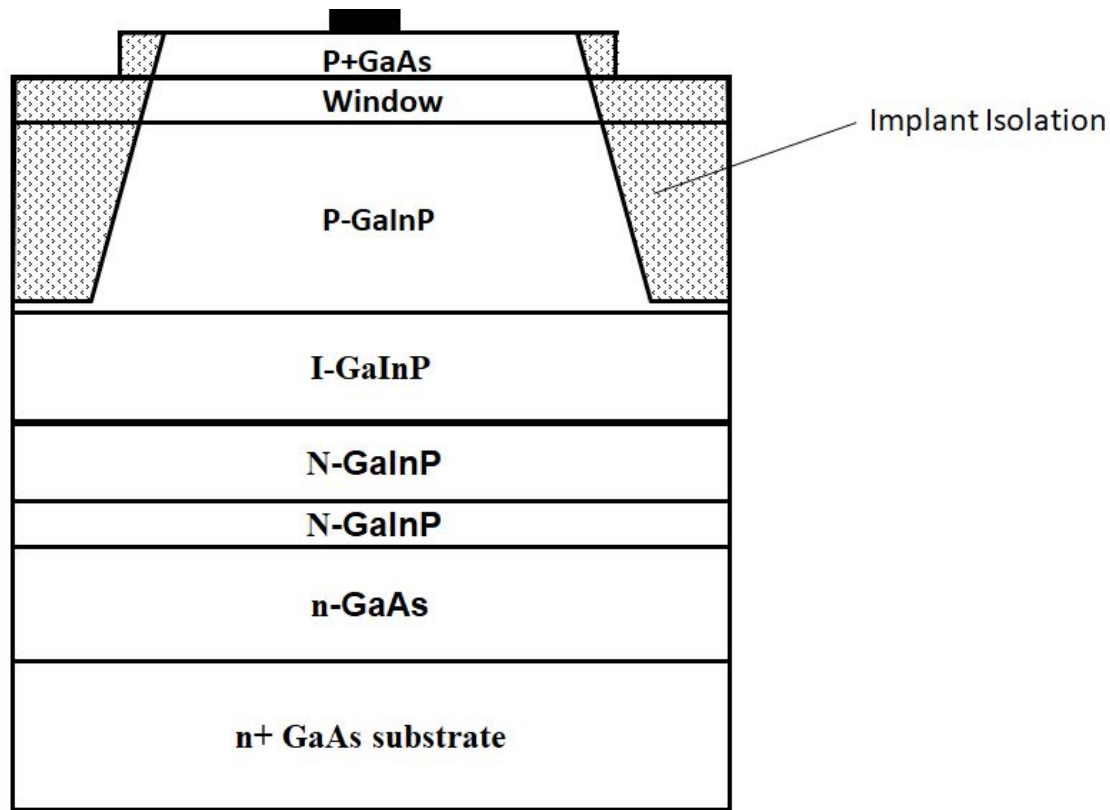 P+GaAs
Window
Implant Isolation
P-GaInP
I-GaInP
N-GaInP
N-GaInP
n-GaAs
n+ GaAs substrate